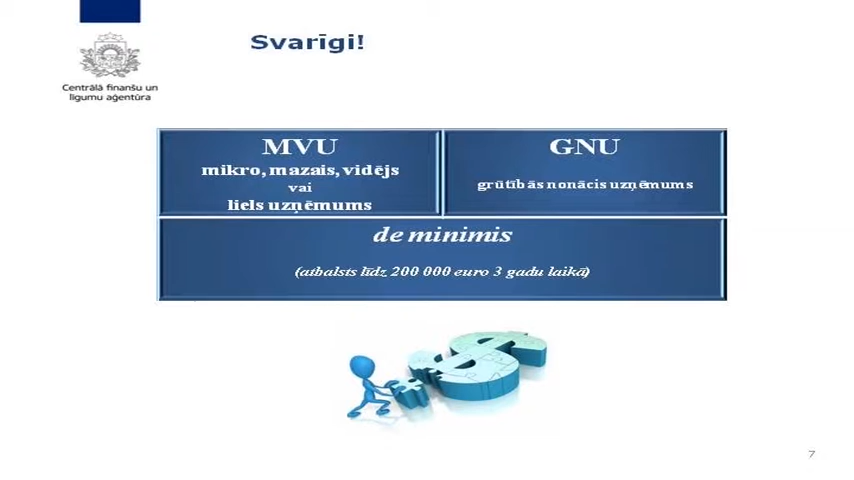 Svarīgi!
Centrālā finanšu un
līgumu aģentūra
MVU
mikro, mazais, vidējs
vai
liels uzņēmums
GNU
grūtībās nonācis uzņēmums
de minimis
(atbalsts līdz 200 000 euro 3 gadu laikā)
7